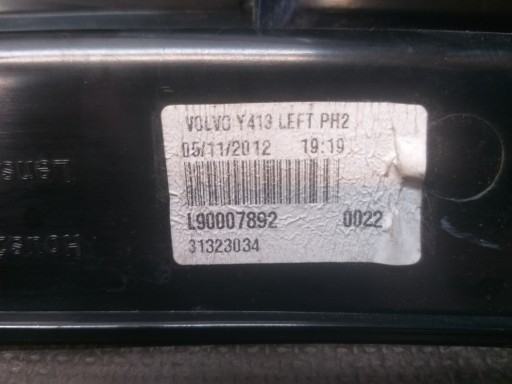 VOLVO Y413 LEFT PH2
05/11/2012 19:19
L90007892 0022
31323034